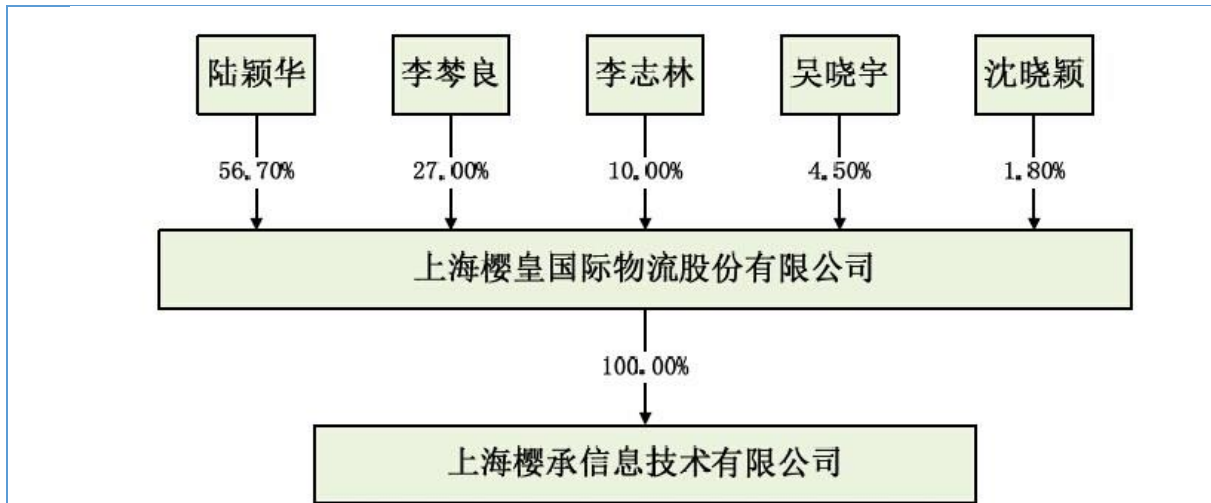 陆颖华 李琴良 李志林 吴晓宇 沈晓颖
56.70% 27.00% 10.00% 4.50% 1.80%
上海樱皇国际物流股份有限公司
100.00%
上海樱承信息技术有限公司